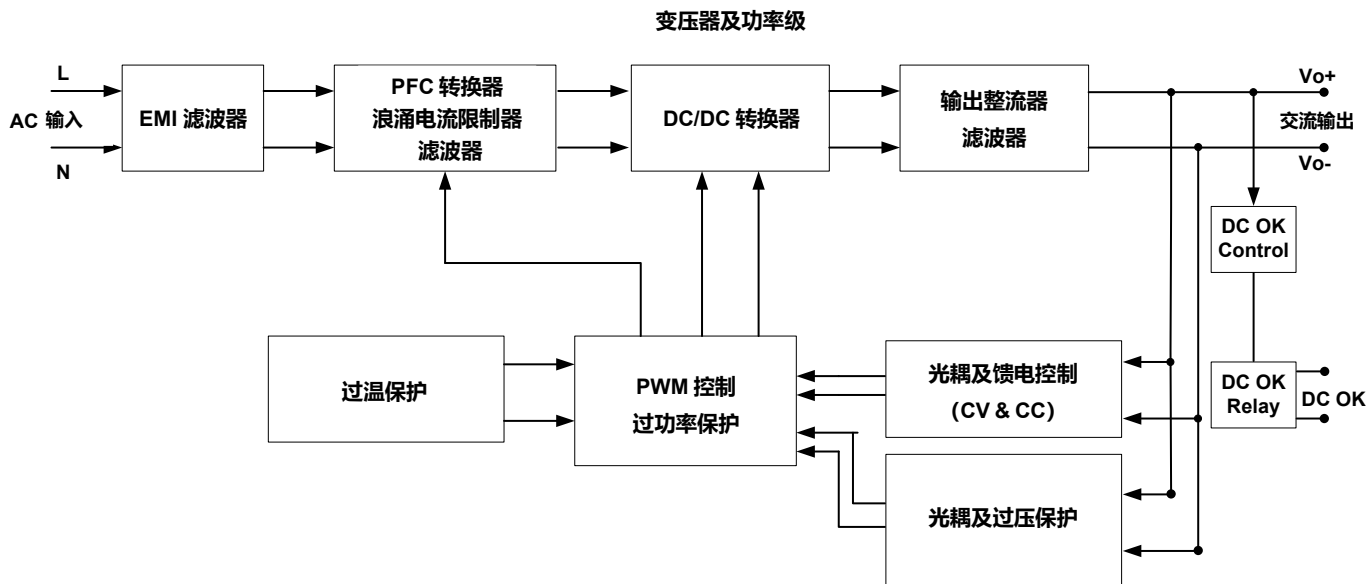 变压器及功率级
L
AC 输入
N
EMI 滤波器
PFC 转换器
浪涌电流限制器
滤波器
DC/DC 转换器
输出整流器
滤波器
Vo+
交流输出
Vo-
DC OK
Control
过温保护
PWM 控制
过功率保护
光耦及馈电控制
（CV & CC）
DC OK
Relay
DC OK
光耦及过压保护